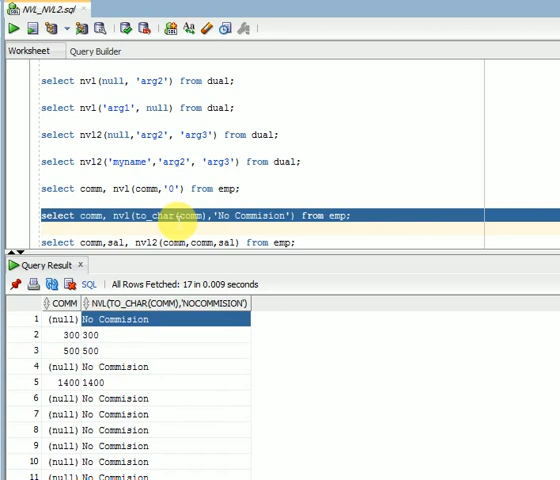 NVL_NVL2.sql
Worksheet Query Builder
select nvl(null, 'arg2') from dual;
select nvl('arg1', null) from dual;
select nvl2(null,'arg2', 'arg3') from dual;
select nvl2('myname','arg2', 'arg3') from dual;
select comm, nvl(comm,'0') from emp;
select comm, nvl(to_char(comm),'No Commision') from emp;
select comm,sal, nvl2(comm,comm,sal) from emp;
Query Result x
SQL | All Rows Fetched: 17 in 0.009 seconds
COMM NVL(TO_CHAR(COMM),'NOCOMMISION')
1 (null) No Commision
2 300 300
3 500 500
4 (null) No Commision
5 1400 1400
6 (null) No Commision
7 (null) No Commision
8 (null) No Commision
9 (null) No Commision
10 (null) No Commision
11 (null) No Commision